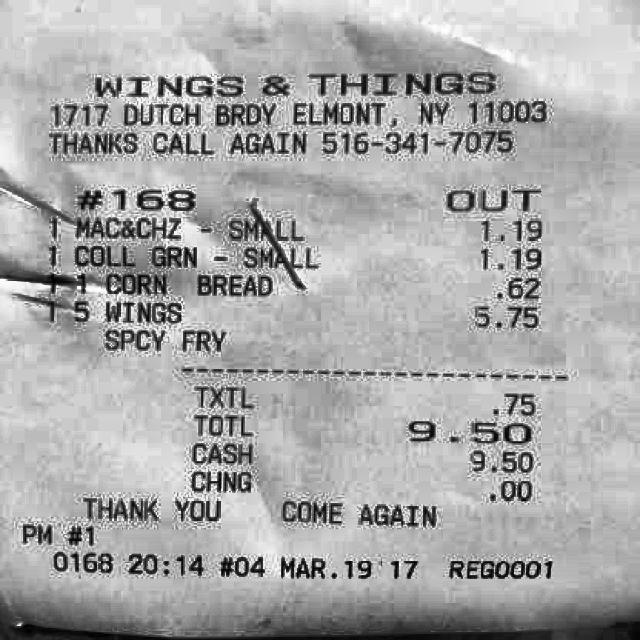 WINGS & THINGS
1717 DUTCH BRDY ELMONT, NY 11003
THANKS CALL AGAIN 516-341-7075
#168 OUT
1 MAC&CHZ - SMALL 1.19
1 COLL GRN - SMALL 1.19
1 1 CORN BREAD .62
1 5 WINGS 5.75
SPCY FRY
TXTL .75
TOTL 9.50
CASH 9.50
CHNG .00
THANK YOU COME AGAIN
PM #1
0168 20:14 #04 MAR.19'17 REG0001